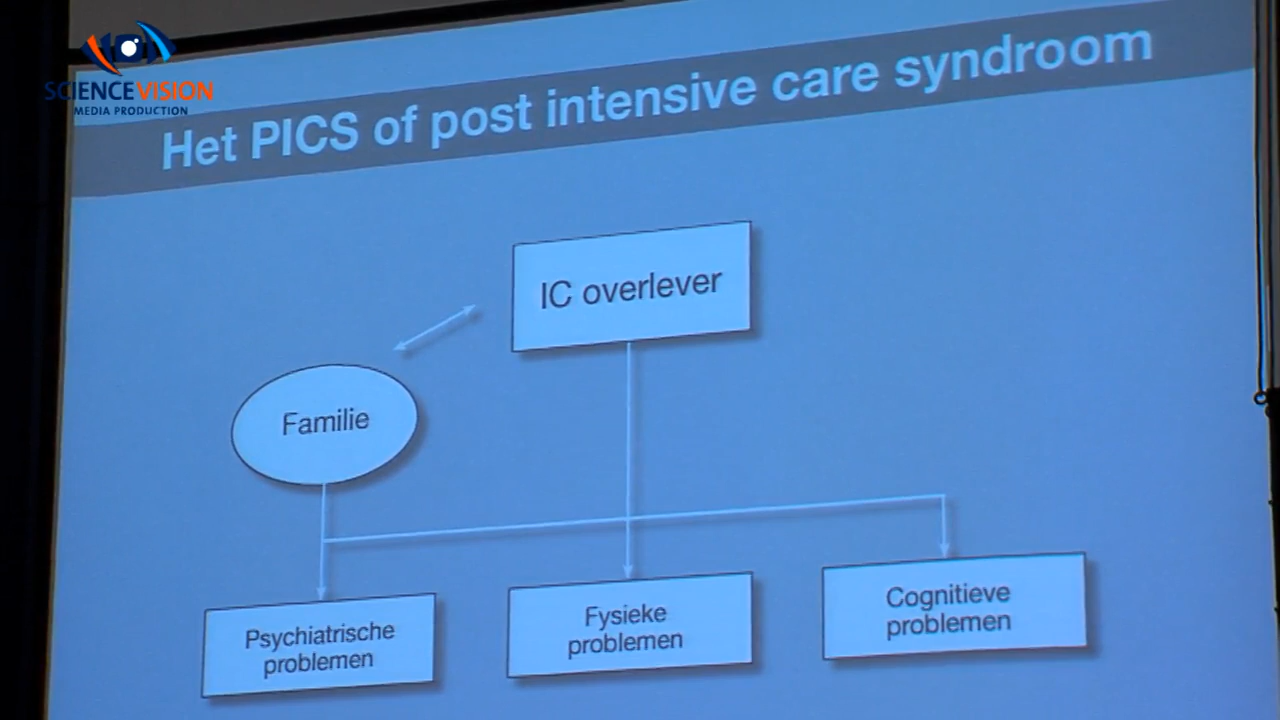 SCIENCEVISION
MEDIA PRODUCTION
Het PICS of post intensive care syndroom
IC overlever
Familie
Psychiatrische
problemen
Fysieke
problemen
Cognitieve
problemen